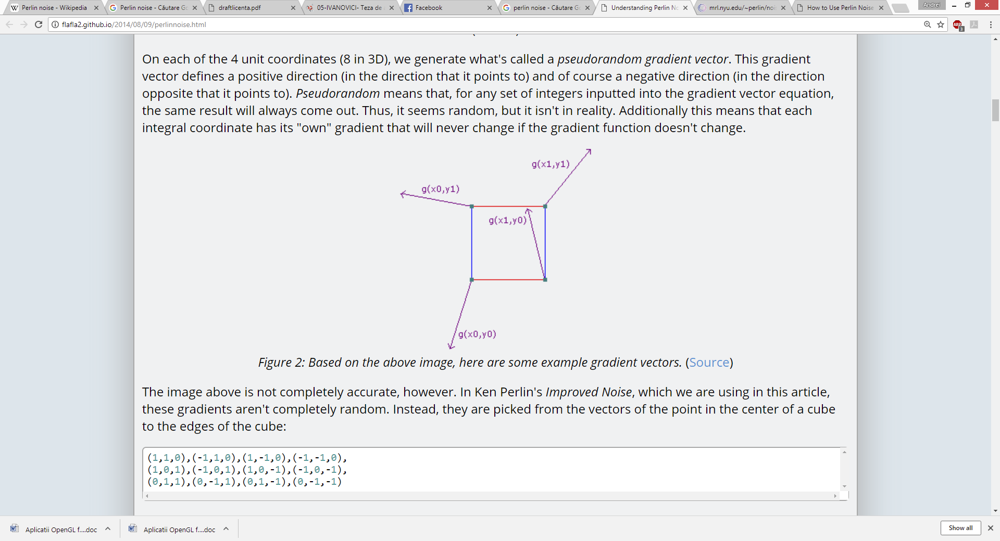 Perlin noise - Wikipedia
Perlin noise - Căutare Go
draftlicenta.pdf
05-IVANOVICI- Teza de
Facebook
perlin noise - Căutare Go
Understanding Perlin No
mrl.nyu.edu/~perlin/noi
How to Use Perlin Noise
Andrei
flafla2.github.io/2014/08/09/perlinnoise.html
ABP
3
On each of the 4 unit coordinates (8 in 3D), we generate what's called a pseudorandom gradient vector. This gradient
vector defines a positive direction (in the direction that it points to) and of course a negative direction (in the direction
opposite that it points to). Pseudorandom means that, for any set of integers inputted into the gradient vector equation,
the same result will always come out. Thus, it seems random, but it isn't in reality. Additionally this means that each
integral coordinate has its "own" gradient that will never change if the gradient function doesn't change.
g(x1,y1)
g(x0,y1)
g(x1,y0)
g(x0,y0)
Figure 2: Based on the above image, here are some example gradient vectors. (Source)
The image above is not completely accurate, however. In Ken Perlin's Improved Noise, which we are using in this article,
these gradients aren't completely random. Instead, they are picked from the vectors of the point in the center of a cube
to the edges of the cube:
(1,1,0),(-1,1,0),(1,-1,0),(-1,-1,0),
(1,0,1),(-1,0,1),(1,0,-1),(-1,0,-1),
(0,1,1),(0,-1,1),(0,1,-1),(0,-1,-1)
Aplicatii OpenGL f....doc
Aplicatii OpenGL f....doc
Show all